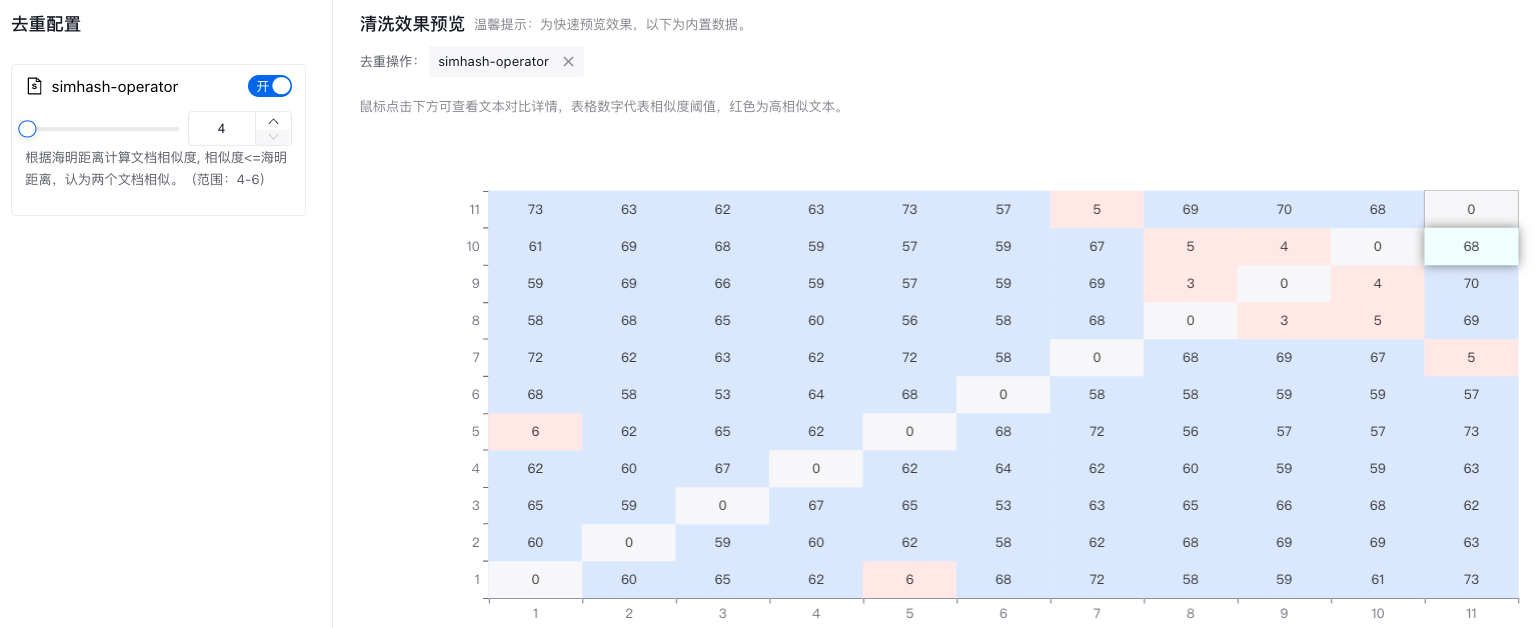 去重配置
simhash-operator
开
4
根据海明距离计算文档相似度, 相似度<=海明
距离，认为两个文档相似。（范围：4-6）
清洗效果预览 温馨提示：为快速预览效果，以下为内置数据。
去重操作： simhash-operator
鼠标点击下方可查看文本对比详情，表格数字代表相似度阈值，红色为高相似文本。
11 73 63 62 63 73 57 5 69 70 68 0
10 61 69 68 59 57 59 67 5 4 0 68
9 59 69 66 59 57 59 69 3 0 4 70
8 58 68 65 60 56 58 68 0 3 5 69
7 72 62 63 62 72 58 0 68 69 67 5
6 68 58 53 64 68 0 58 58 59 59 57
5 6 62 65 62 0 68 72 56 57 57 73
4 62 60 67 0 62 64 62 60 59 59 63
3 65 59 0 67 65 53 63 65 66 68 62
2 60 0 59 60 62 58 62 68 69 69 63
1 0 60 65 62 6 68 72 58 59 61 73
1 2 3 4 5 6 7 8 9 10 11